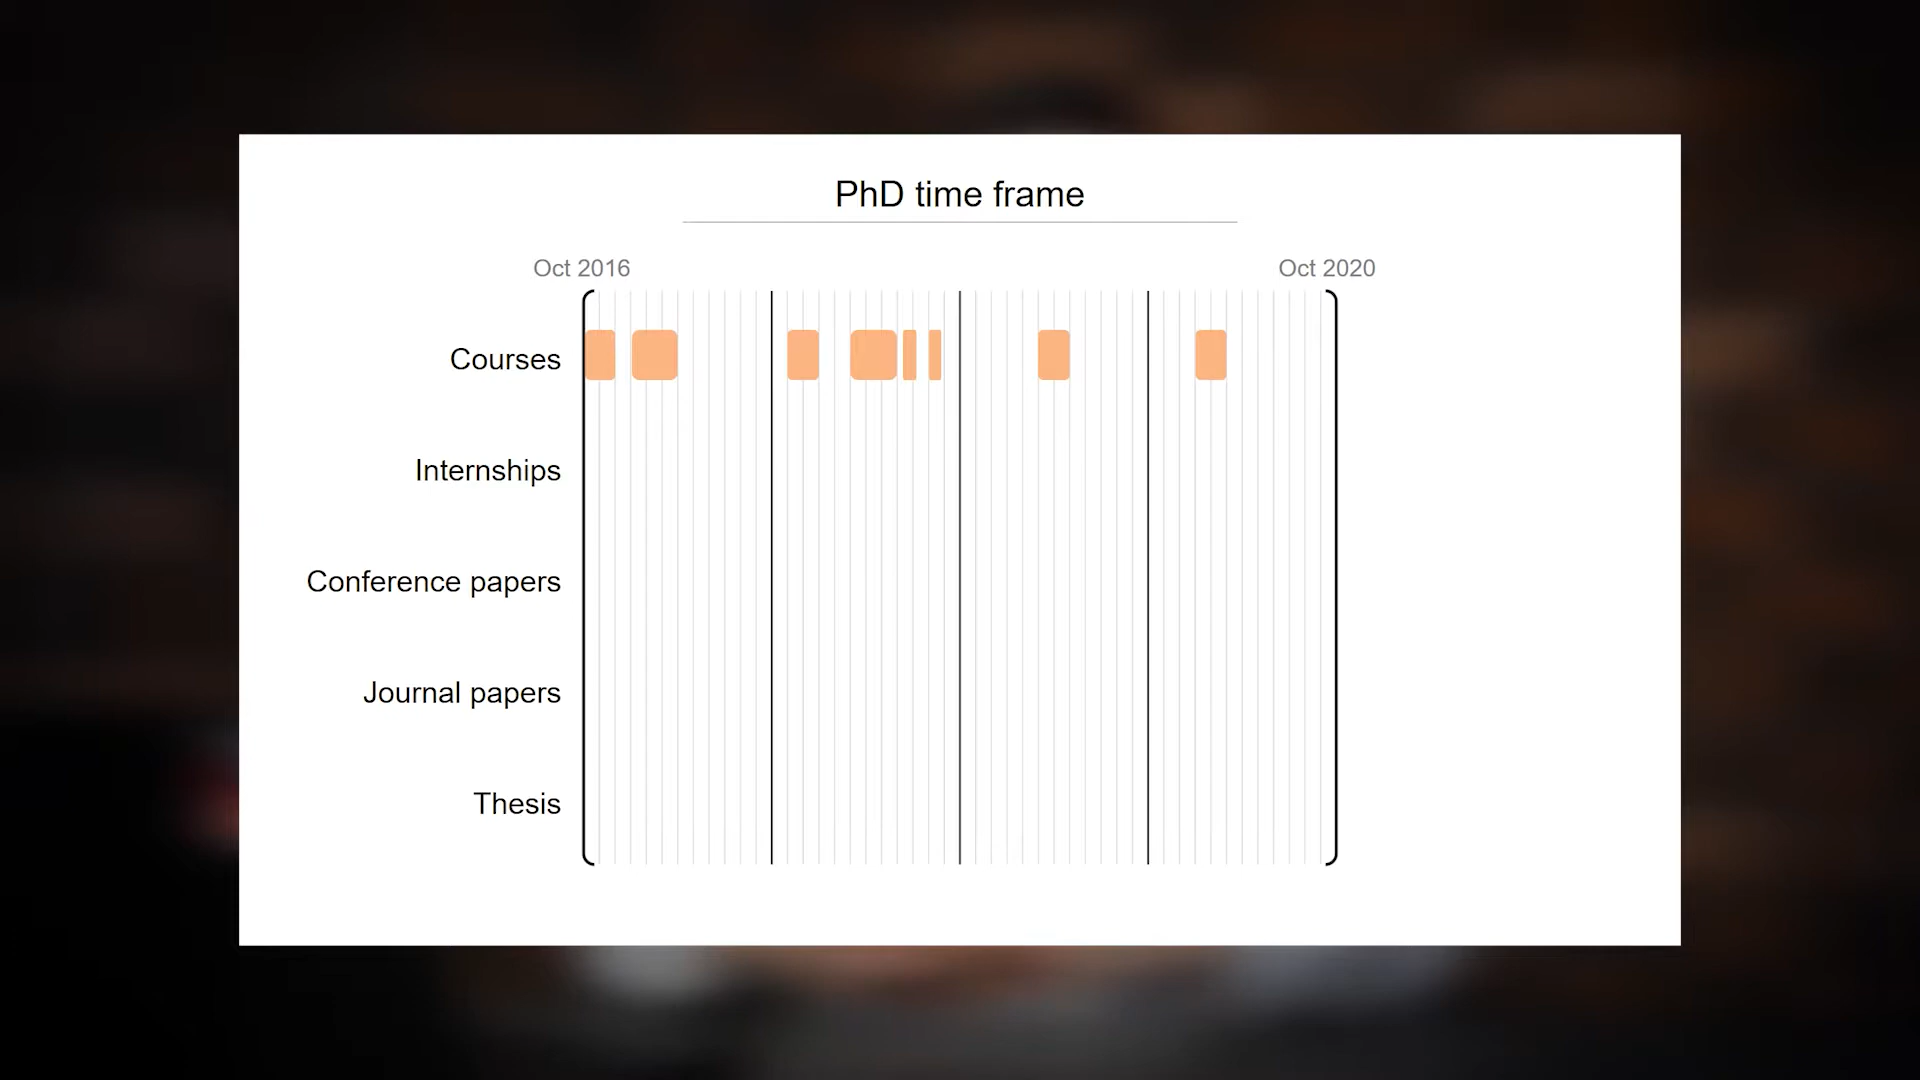 PhD time frame
Oct 2016
Oct 2020
Courses
Internships
Conference papers
Journal papers
Thesis